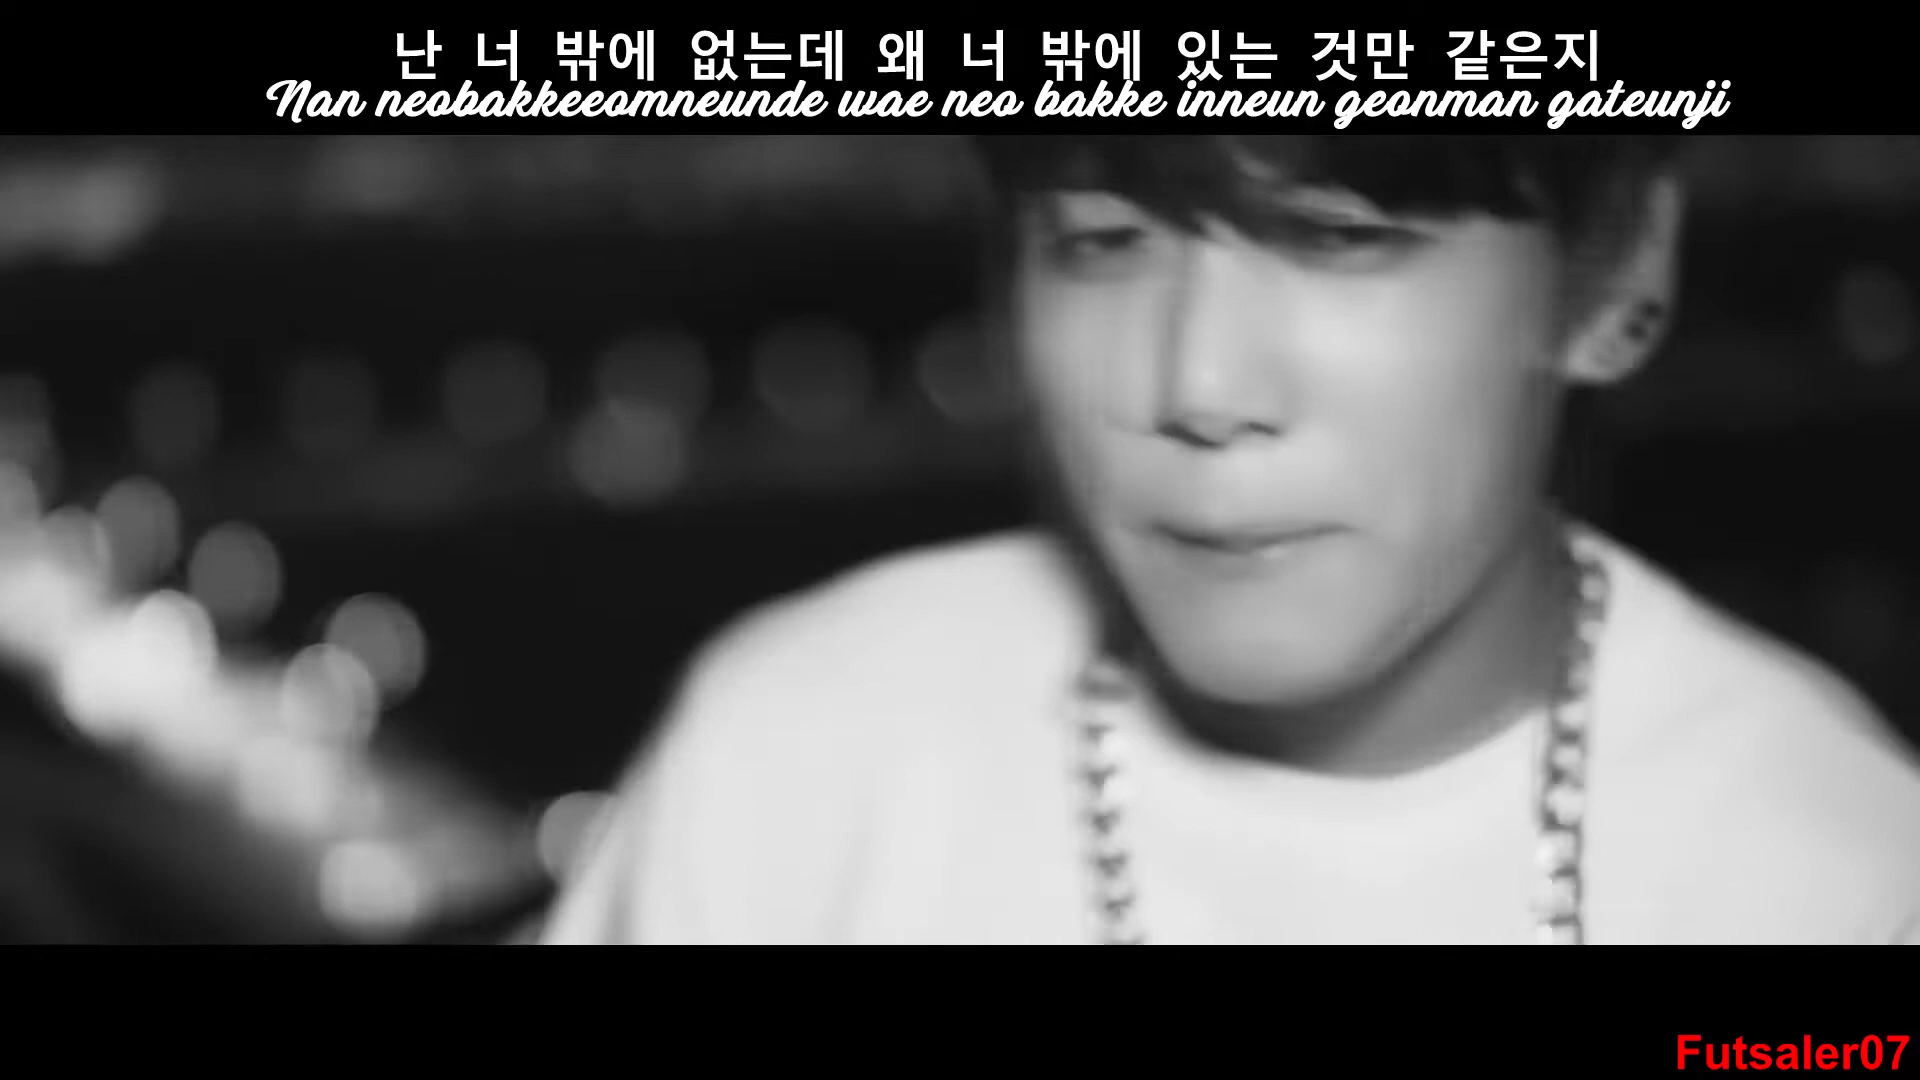 난 너 밖에 없는데 왜 너 밖에 있는 것만 같은지
Nan neobakkeeomneunde wae neo bakke inneun geonman gateunji
Futsaler07